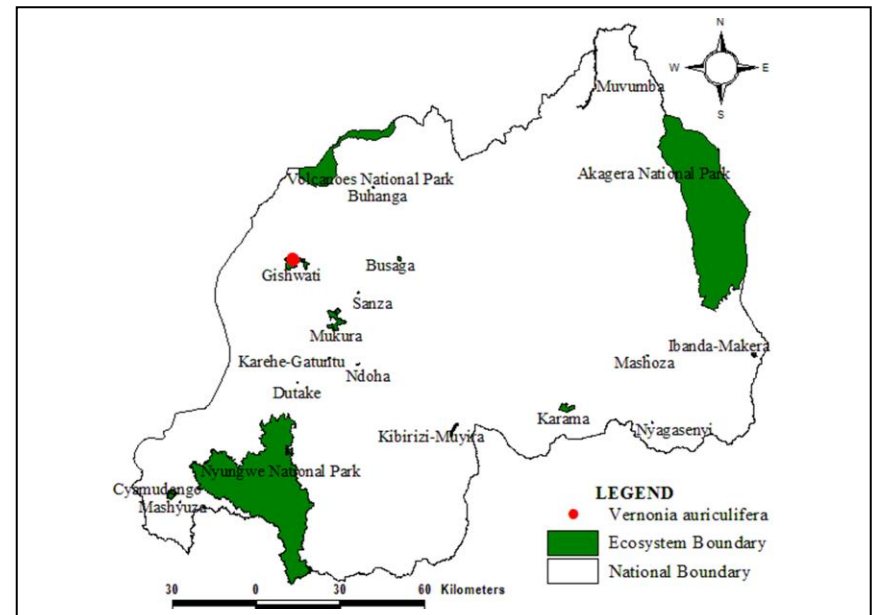 N
W E
S
Muvumba
Volcanoes National Park
Akagera National Park
Buhanga
Gishwati
Busaga
Sanza
Mukura
Karehe-Gatuntu
Ndoha
Dutake
Ibanda-Makera
Mashoza
Karama
Kibirizi-Muyira
Nyagasenyi
Nyungwe National Park
Cyamudongo
Mashyuza
LEGEND
Vernonia auriculifera
Ecosystem Boundary
National Boundary
30 0 30 60 Kilometers